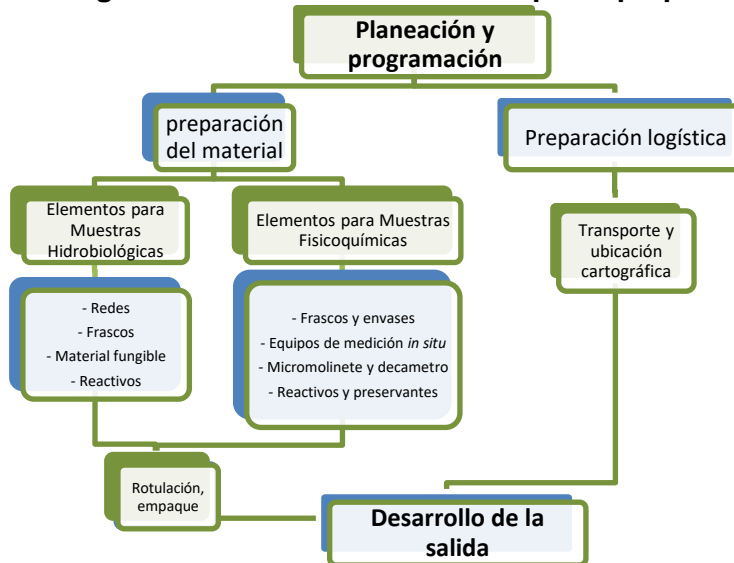 Planeación y
programación
preparación
del material
Preparación logística
Elementos para
Muestras
Hidrobiológicas
Elementos para Muestras
Fisicoquímicas
Transporte y
ubicación
cartográfica
- Redes
- Frascos
- Material fungible
- Reactivos
- Frascos y envases
- Equipos de medición in situ
- Micromolinete y decametro
- Reactivos y preservantes
Rotulación,
empaque
Desarrollo de la
salida